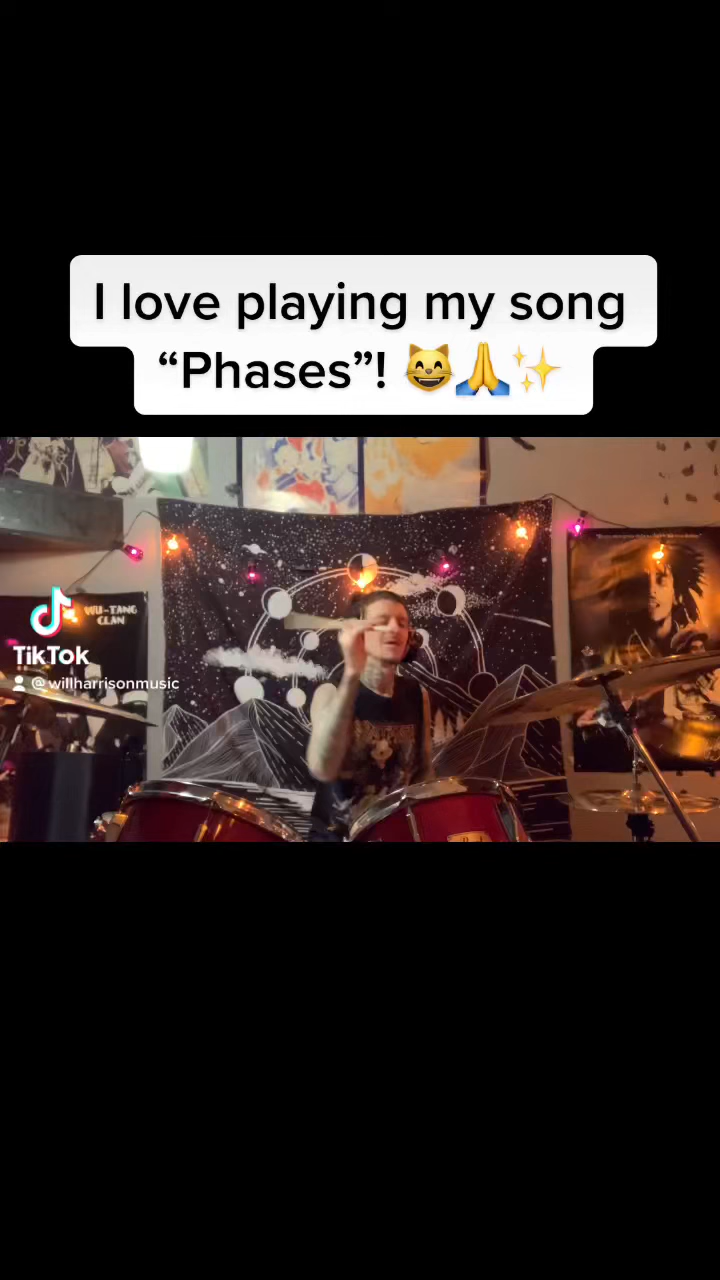 I love playing my song
“Phases”! 😸🙏✨
WU-TANG
CLAN
TikTok
@willharrisonmusic